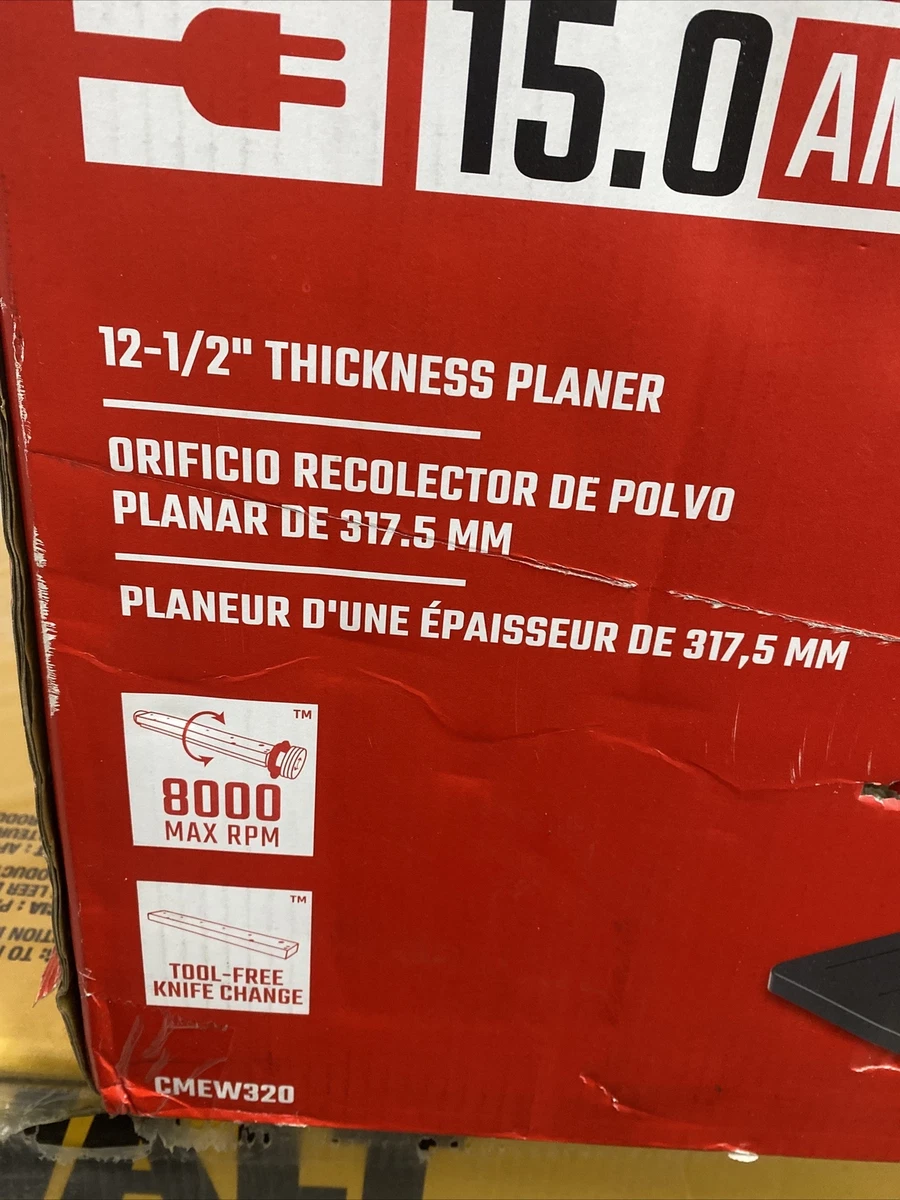 15.0
12-1/2" THICKNESS PLANER
ORIFICIO RECOLECTOR DE POLVO
PLANAR DE 317.5 MM
PLANEUR D'UNE ÉPAISSEUR DE 317,5 MM
TM
8000
MAX RPM
TM
TOOL-FREE
KNIFE CHANGE
CMEW320